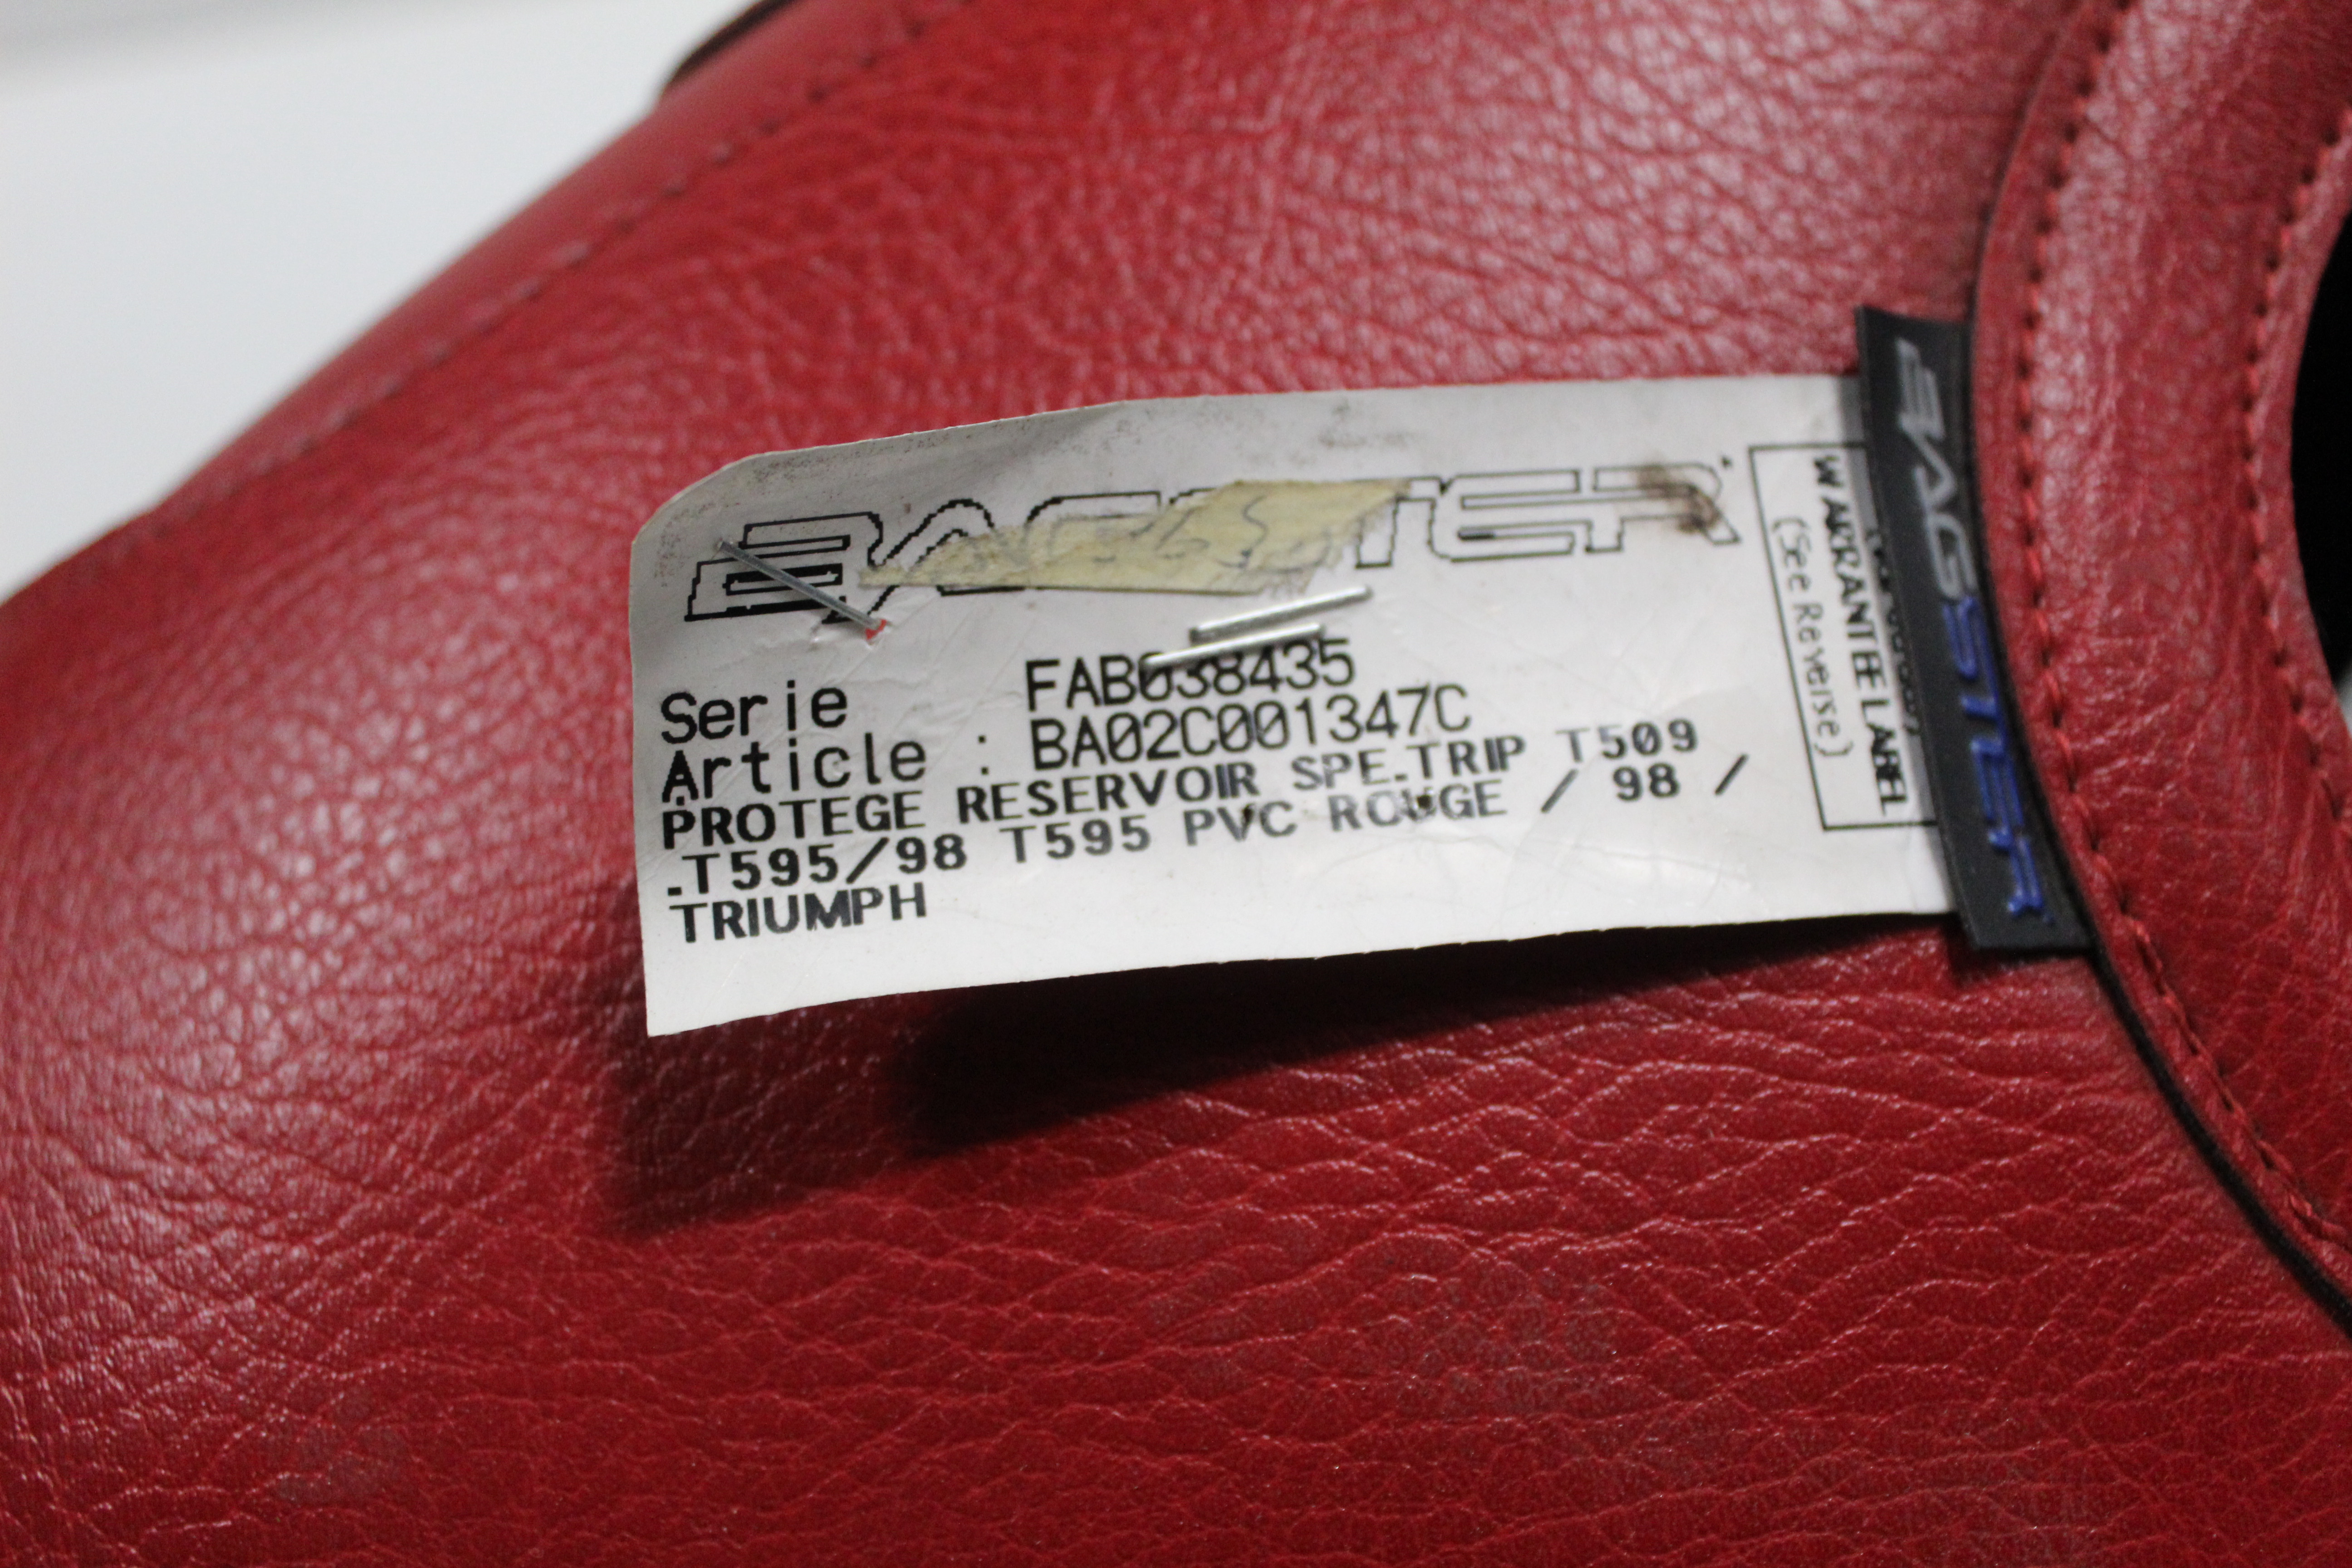 BAGSTER
Serie FAB038435
Article : BA02C001347C
PROTEGE RESERVOIR SPE.TRIP T509
.T595/98 T595 PVC ROUGE / 98 /
TRIUMPH
WARRANTEE LABEL
(See Reverse)
BAGSTER